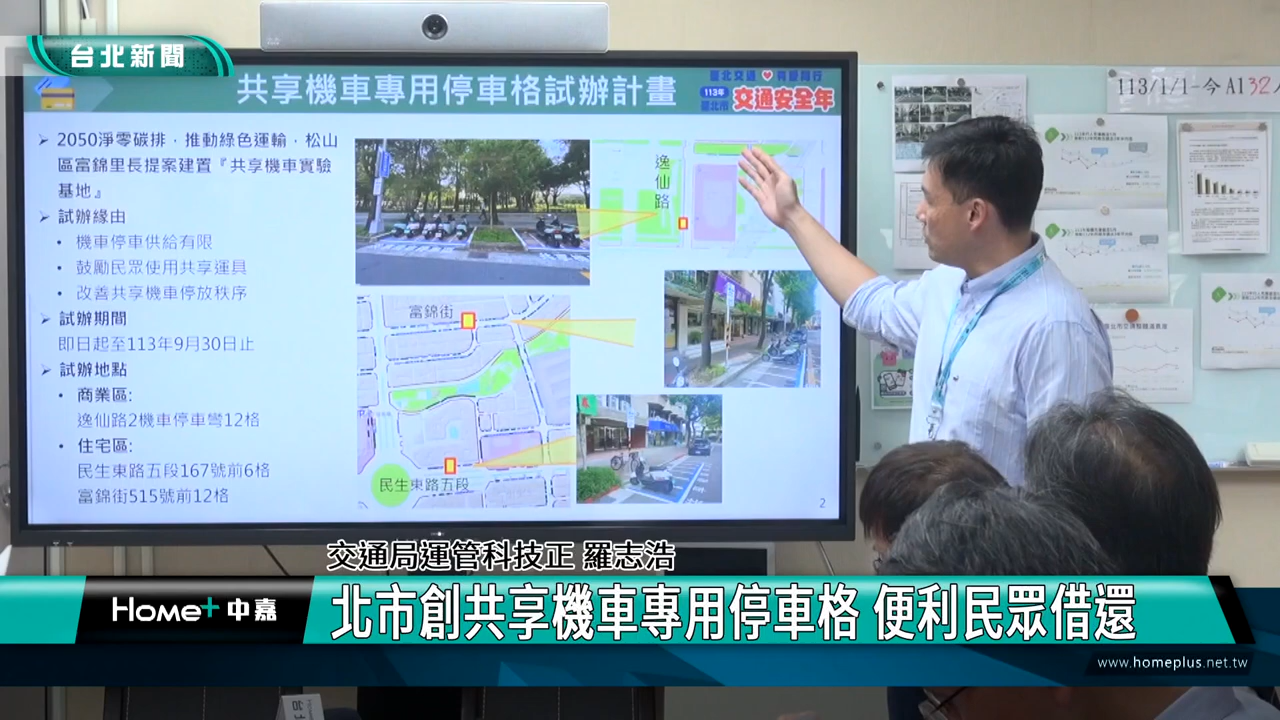 台北新聞
共享機車專用停車格試辦計畫
臺北交通 有愛同行
113年
臺北市
交通安全年
113/1/1-今 A1 32人
2050淨零碳排，推動綠色運輸，松山
區富錦里長提案建置『共享機車實驗
基地』
試辦緣由
• 機車停車供給有限
• 鼓勵民眾使用共享運具
• 改善共享機車停放秩序
試辦期間
即日起至113年9月30日止
試辦地點
• 商業區:
逸仙路2機車停車彎12格
• 住宅區:
民生東路五段167號前6格
富錦街515號前12格
逸仙路
富錦街
民生東路五段
2
交通局運管科技正 羅志浩
Home+ 中嘉
北市創共享機車專用停車格 便利民眾借還
www.homeplus.net.tw